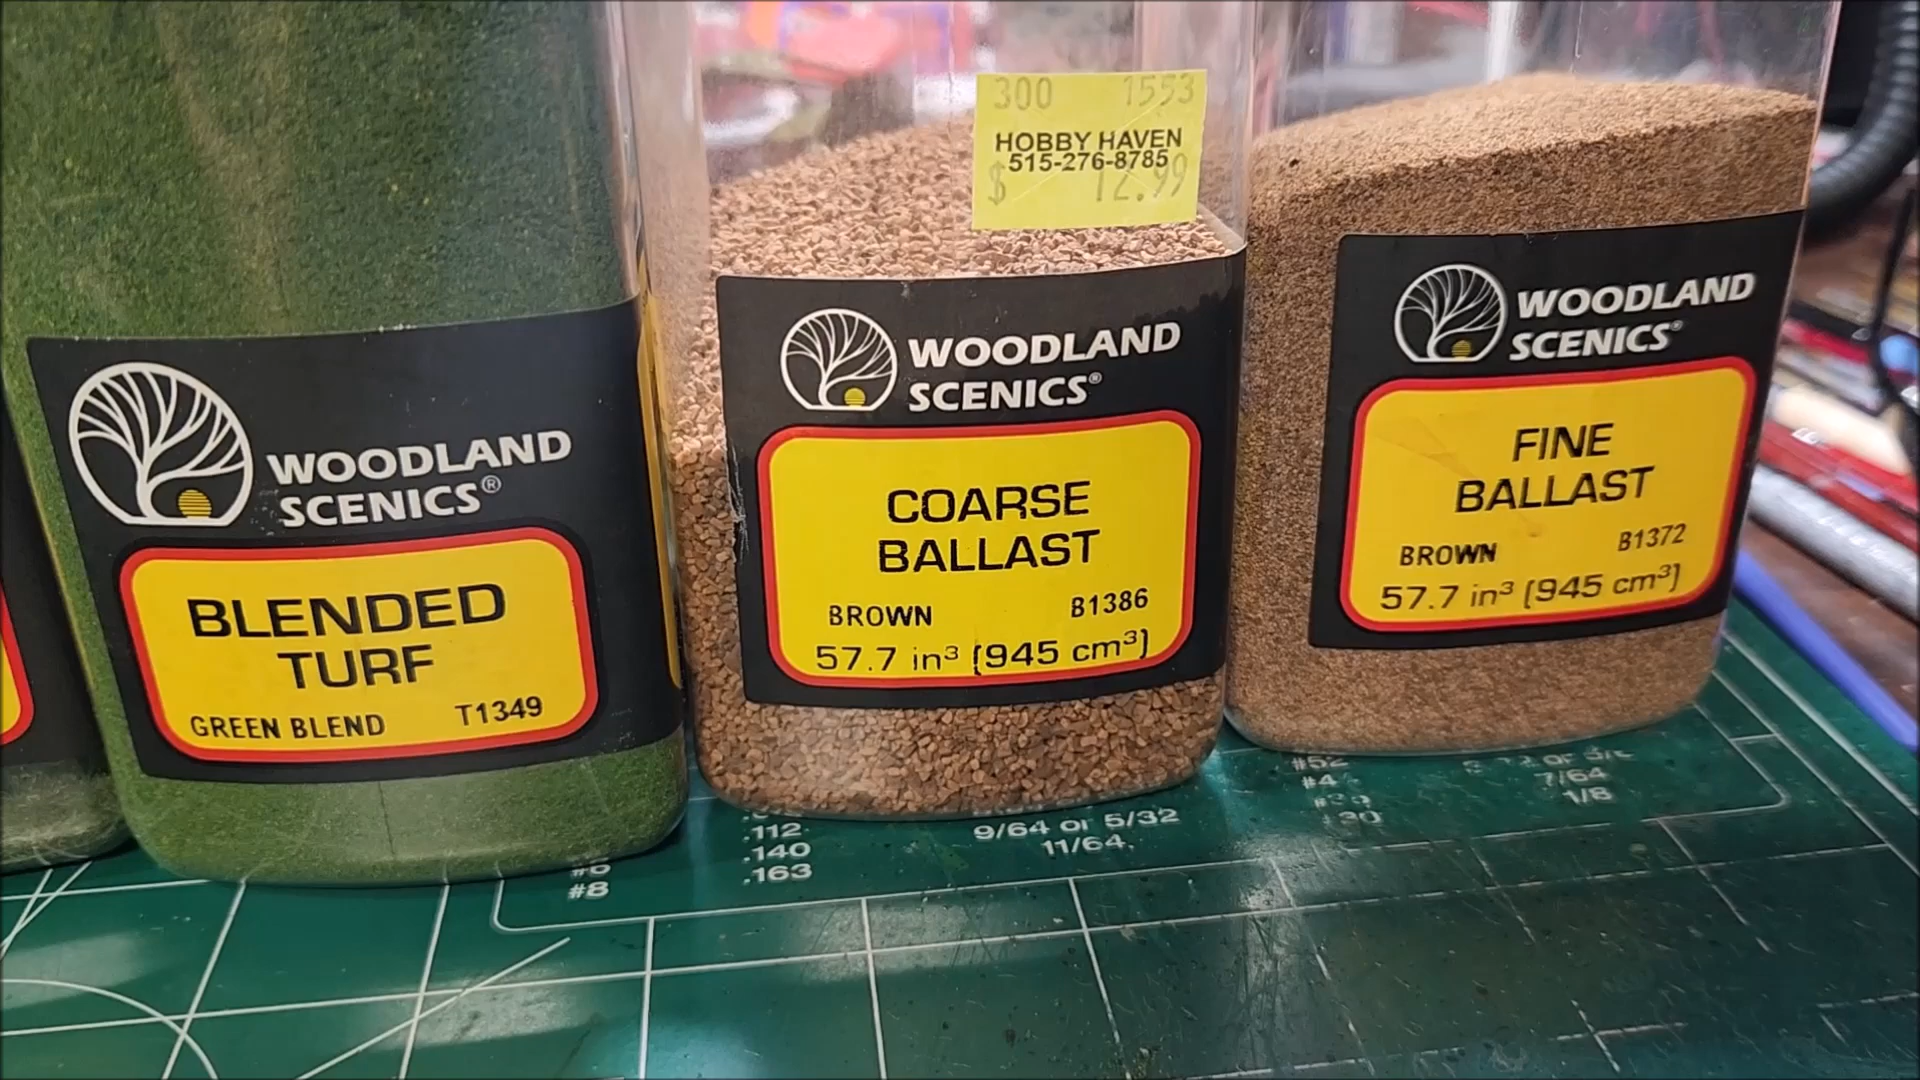 WOODLAND
SCENICS®
BLENDED
TURF
GREEN BLEND T1349
300 1553
HOBBY HAVEN
515-276-8785
$ 12.99
WOODLAND
SCENICS®
COARSE
BALLAST
BROWN B1386
57.7 in³ (945 cm³)
WOODLAND
SCENICS®
FINE
BALLAST
BROWN B1372
57.7 in³ (945 cm³)
#8
.112
.140
.163
9/64 or 5/32
11/64
#52
#4
7/64
1/8